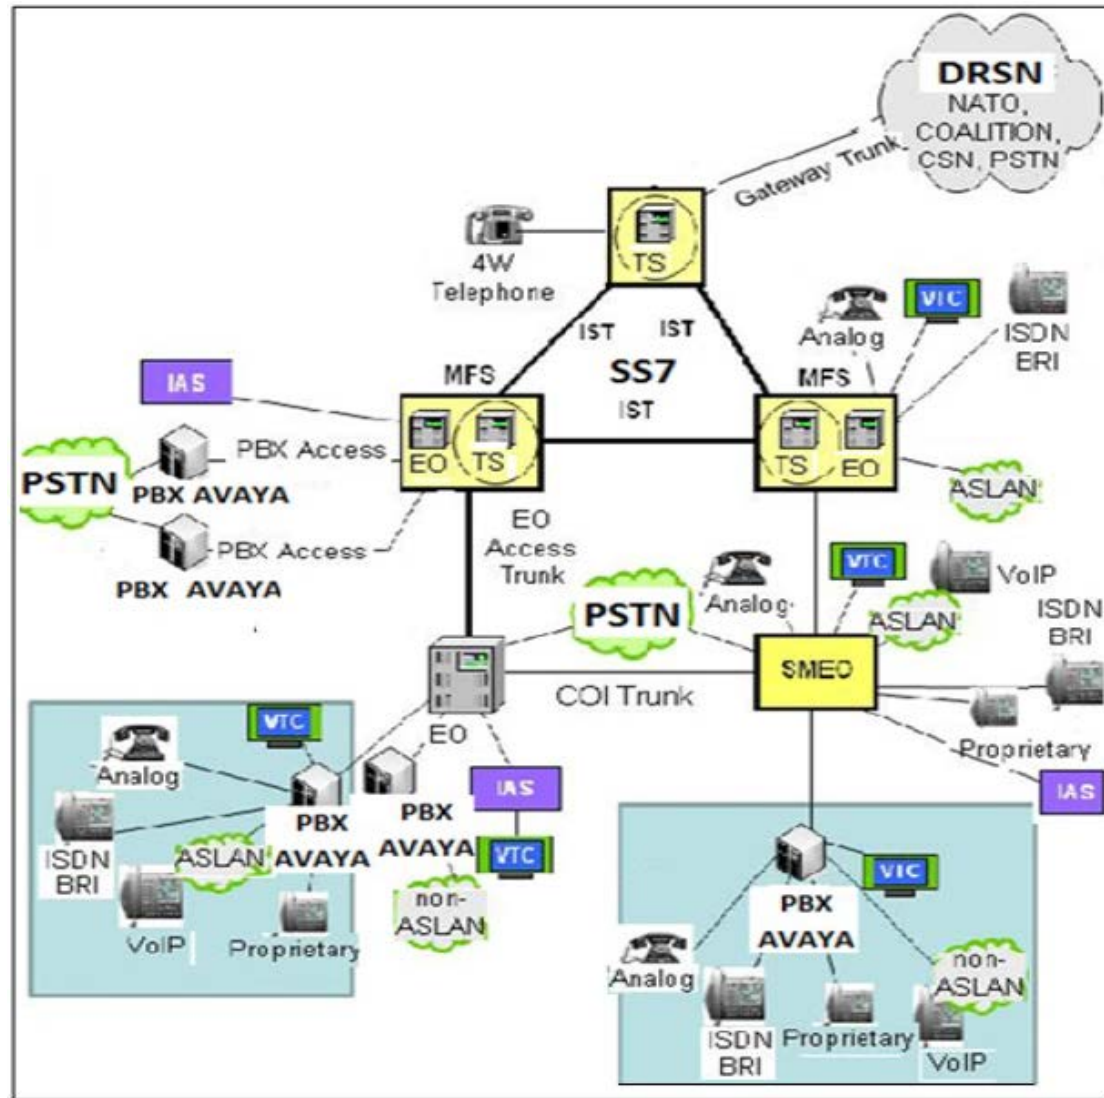 DRSN
NATO,
COALITION,
CSN, PSTN
Gateway Trunk
TS
4W
Telephone
IST
IST
SS7
IST
MFS
MFS
Analog
VTC
ISDN
BRI
IAS
EO
TS
TS
EO
PBX Access
PSTN
PBX AVAYA
PBX Access
PBX AVAYA
ASLAN
EO
Access
Trunk
PSTN
Analog
VTC
VoIP
ASLAN
ISDN
BRI
SMEO
COI Trunk
EO
Proprietary
IAS
VTC
Analog
ISDN
BRI
ASLAN
PBX
AVAYA
PBX
AVAYA
IAS
VTC
non-
ASLAN
VoIP
Proprietary
PBX
AVAYA
VTC
Analog
ISDN
BRI
Proprietary
non-
ASLAN
VoIP